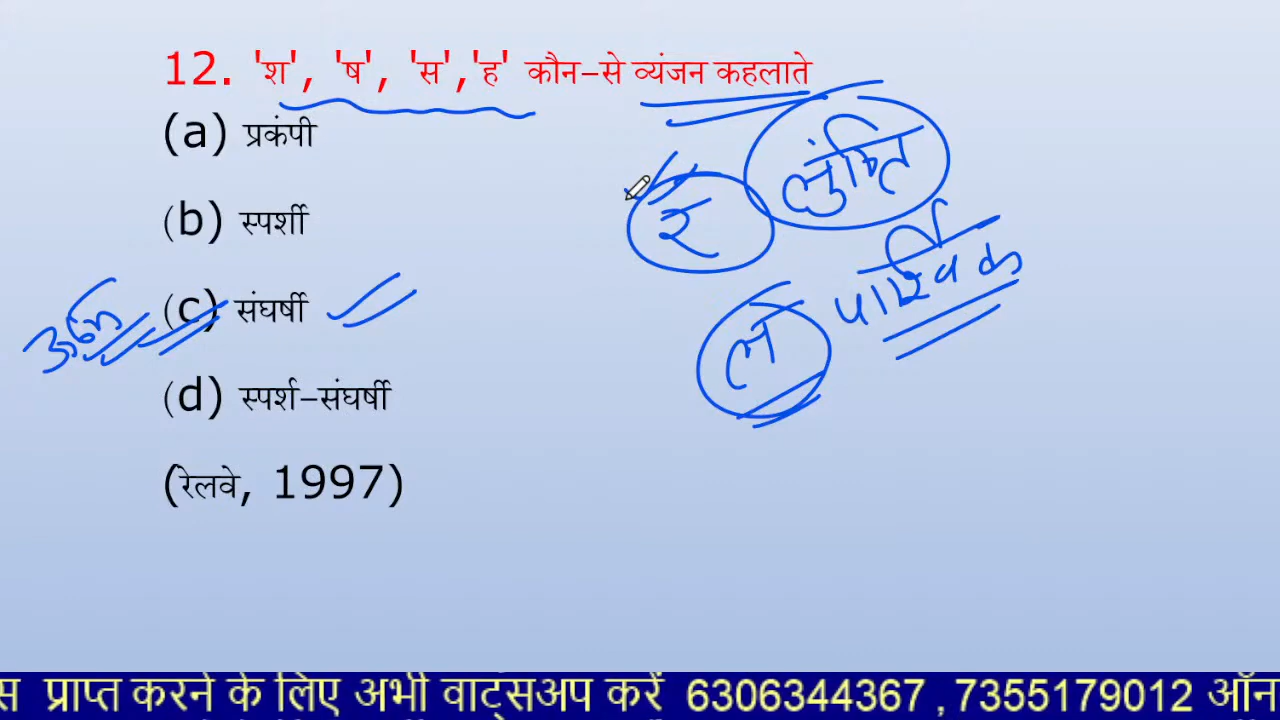 12. 'श', 'ष', 'स','ह' कौन-से व्यंजन कहलाते
(a) प्रकंपी
(b) स्पर्शी
(c) संघर्षी
(d) स्पर्श-संघर्षी
(रेलवे, 1997)
र
ल
पार्श्विक
स प्राप्त करने के लिए अभी वाट्सअप करें 6306344367 ,7355179012 ऑन